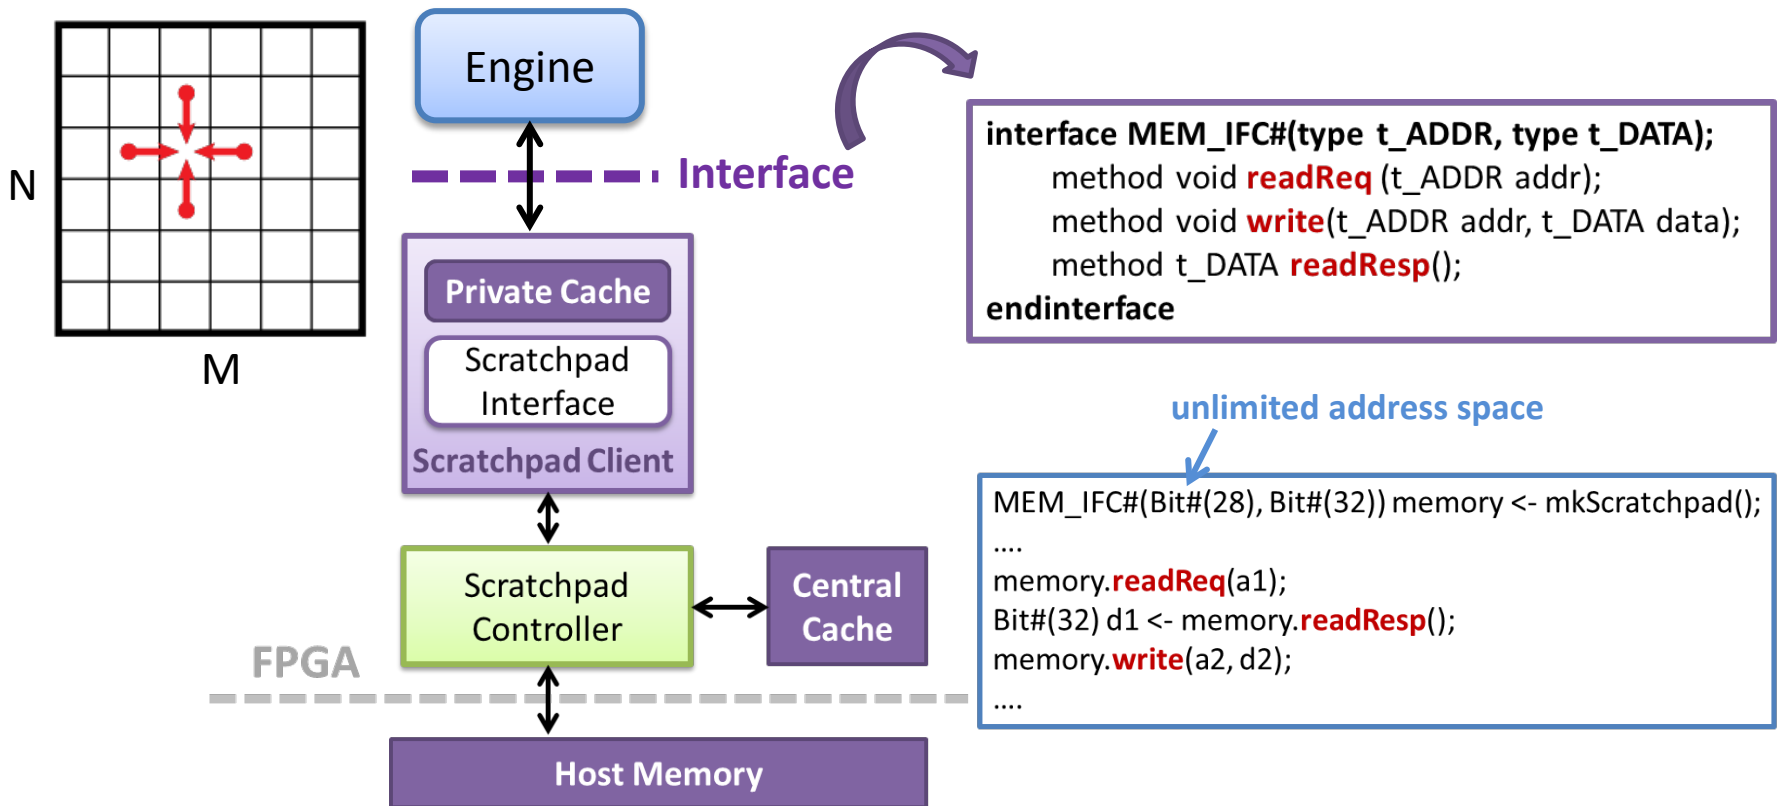 N
M
Engine
Interface
Private Cache
Scratchpad
Interface
Scratchpad Client
Scratchpad
Controller
Central
Cache
FPGA
Host Memory
interface MEM_IFC#(type t_ADDR, type t_DATA);
method void readReq (t_ADDR addr);
method void write(t_ADDR addr, t_DATA data);
method t_DATA readResp();
endinterface
unlimited address space
MEM_IFC#(Bit#(28), Bit#(32)) memory <- mkScratchpad();
....
memory.readReq(a1);
Bit#(32) d1 <- memory.readResp();
memory.write(a2, d2);
....